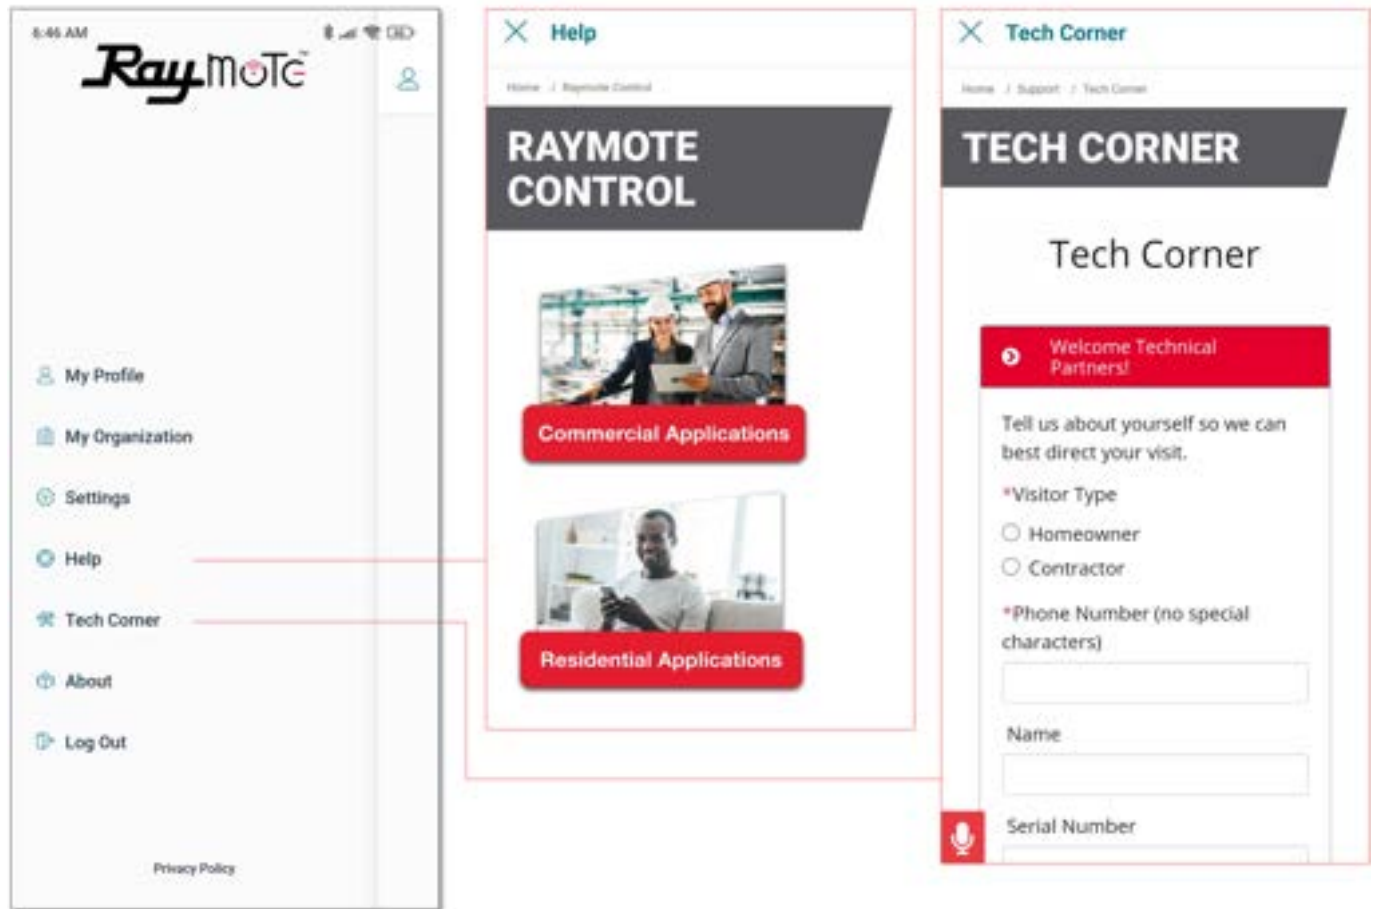 6:46 AM
Raymote™
My Profile
My Organization
Settings
Help
Tech Corner
About
Log Out
Privacy Policy
Help
Home / Raymote Control
RAYMOTE
CONTROL
Commercial Applications
Residential Applications
Tech Corner
Home / Support / Tech Corner
TECH CORNER
Tech Corner
Welcome Technical
Partners!
Tell us about yourself so we can
best direct your visit.
*Visitor Type
Homeowner
Contractor
*Phone Number (no special
characters)
Name
Serial Number